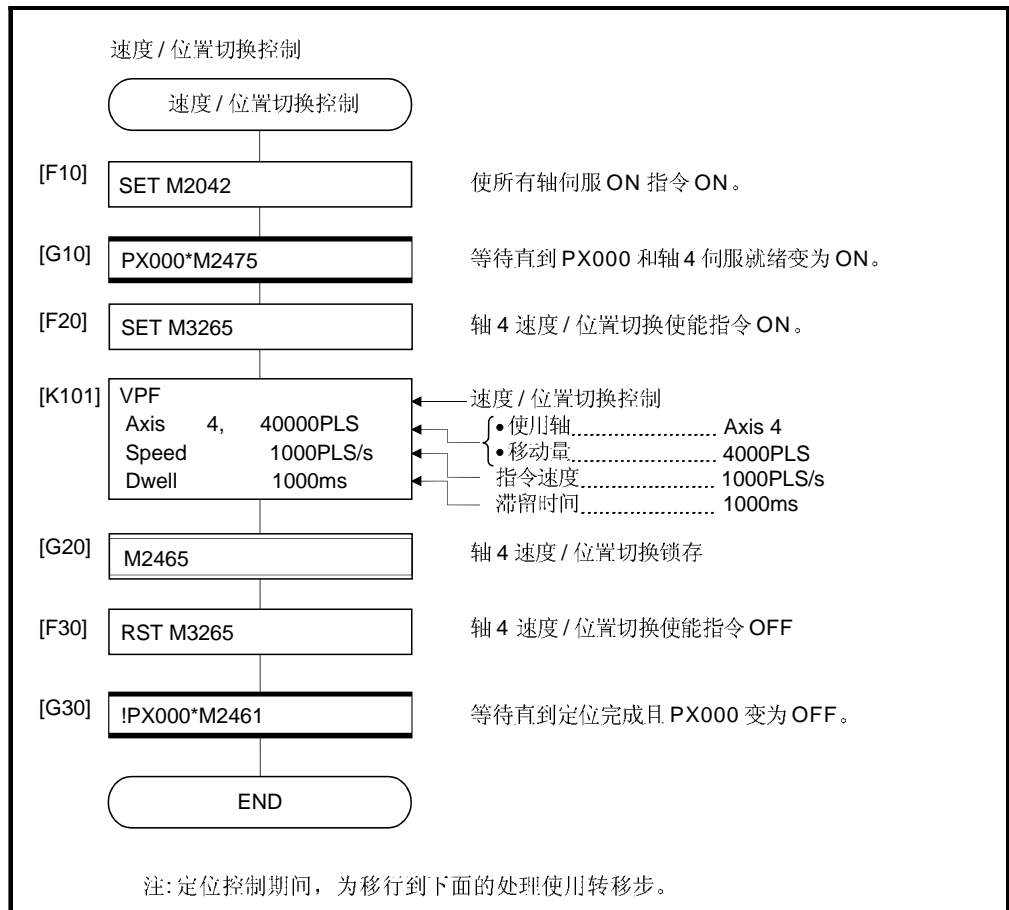 速度 / 位置切换控制
速度 / 位置切换控制
[F10] SET M2042 使所有轴伺服 ON 指令 ON。
[G10] PX000*M2475 等待直到 PX000 和轴 4 伺服就绪变为 ON。
[F20] SET M3265 轴 4 速度 / 位置切换使能指令 ON。
[K101] VPF 速度 / 位置切换控制
Axis 4, 40000PLS •使用轴 Axis 4
•移动量 4000PLS
Speed 1000PLS/s 指令速度 1000PLS/s
Dwell 1000ms 滞留时间 1000ms
[G20] M2465 轴 4 速度 / 位置切换锁存
[F30] RST M3265 轴 4 速度 / 位置切换使能指令 OFF
[G30] !PX000*M2461 等待直到定位完成且 PX000 变为 OFF。
END
注: 定位控制期间，为移行到下面的处理使用转移步。